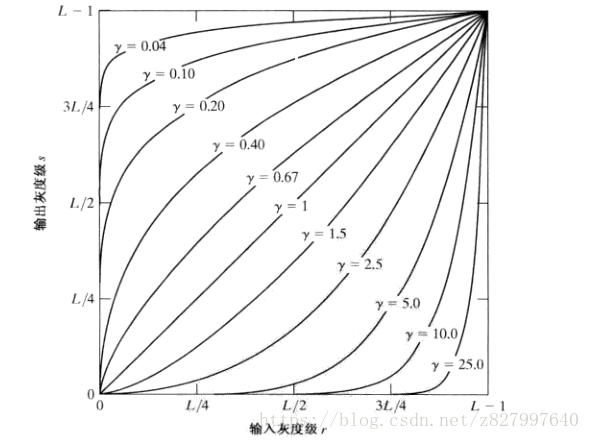 L − 1
γ = 0.04
γ = 0.10
3L/4
γ = 0.20
γ = 0.40
γ = 0.67
L/2
γ = 1
γ = 1.5
γ = 2.5
L/4
γ = 5.0
γ = 10.0
γ = 25.0
0
0
L/4
L/2
3L/4
L − 1
输出灰度级 s
输入灰度级 r
https://blog.csdn.net/z827997640